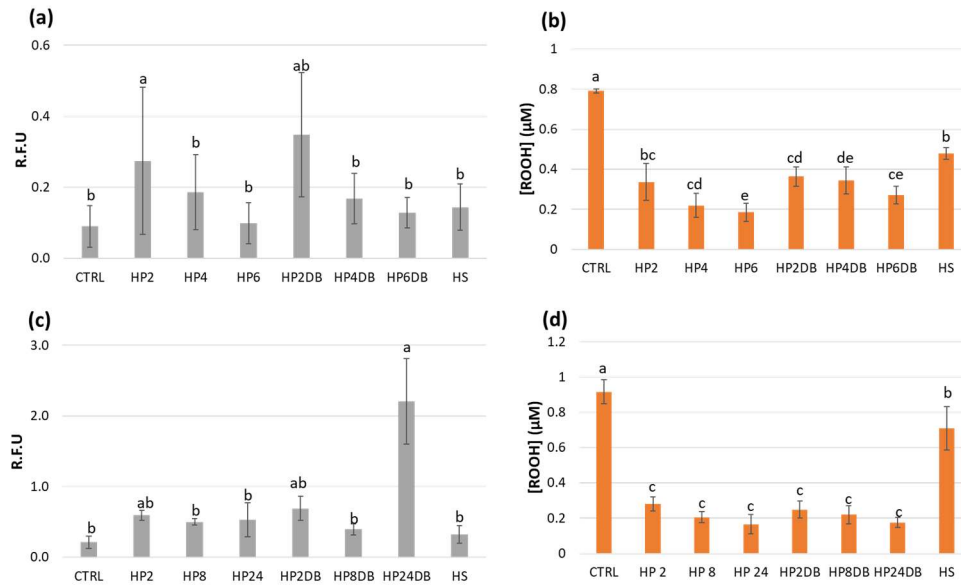 (a)
R.F.U
0.6
0.4
0.2
0.0
b
a
b
b
ab
b
b
b
CTRL HP2 HP4 HP6 HP2DB HP4DB HP6DB HS
(b)
[ROOH] (µM)
1
0.8
0.6
0.4
0.2
0
a
bc
cd
e
cd
de
ce
b
CTRL HP2 HP4 HP6 HP2DB HP4DB HP6DB HS
(c)
R.F.U
3.0
2.0
1.0
0.0
b
ab
b
b
ab
b
a
b
CTRL HP2 HP8 HP24 HP2DB HP8DB HP24DB HS
(d)
[ROOH] (µM)
1.2
1
0.8
0.6
0.4
0.2
0
a
c
c
c
c
c
c
b
CTRL HP 2 HP 8 HP 24 HP2DB HP8DB HP24DB HS